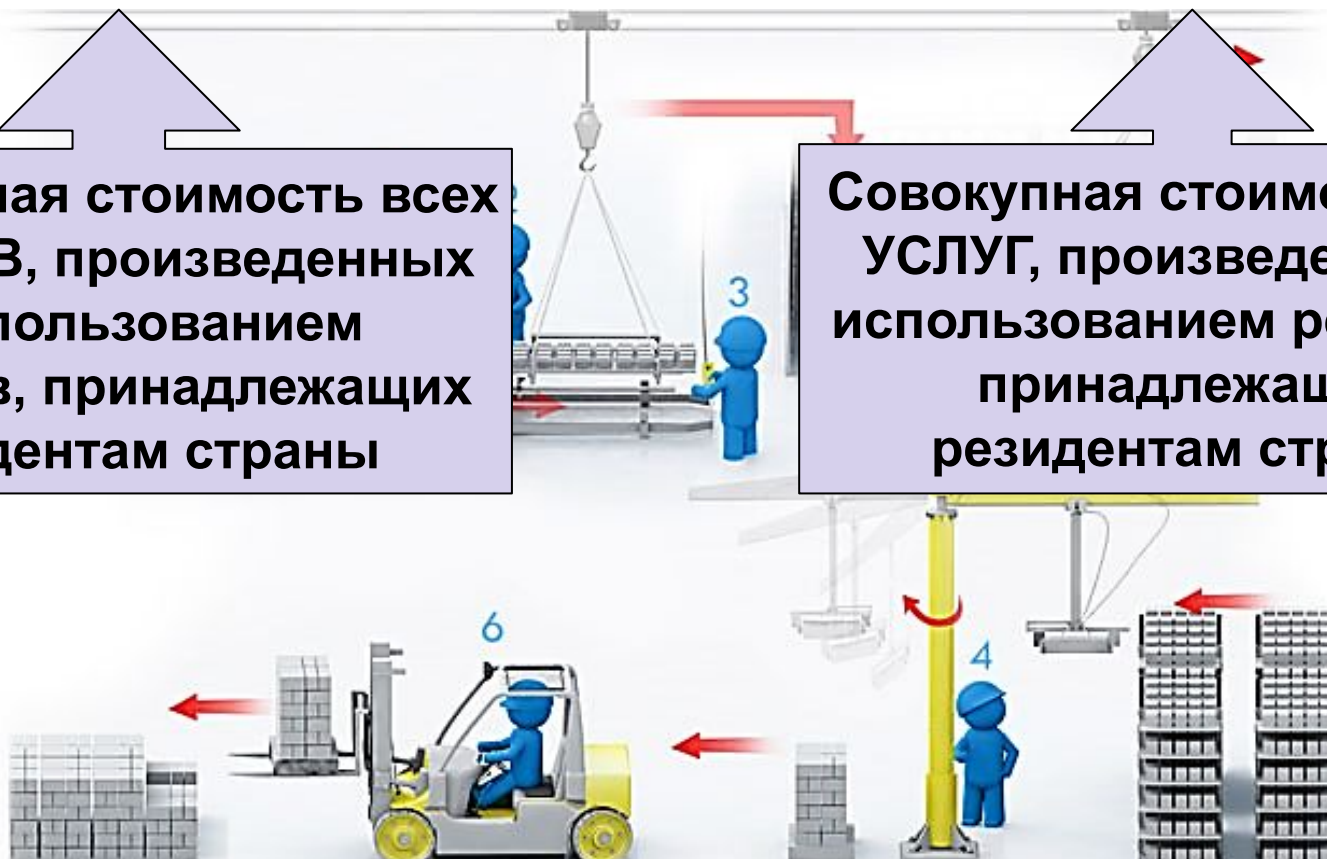 ная стоимость всех
В, произведенных
пользованием
в, принадлежащих
дентам страны
Совокупная стоимо
УСЛУГ, произведе
использованием р
принадлежащ
резидентам стр
3
6
4